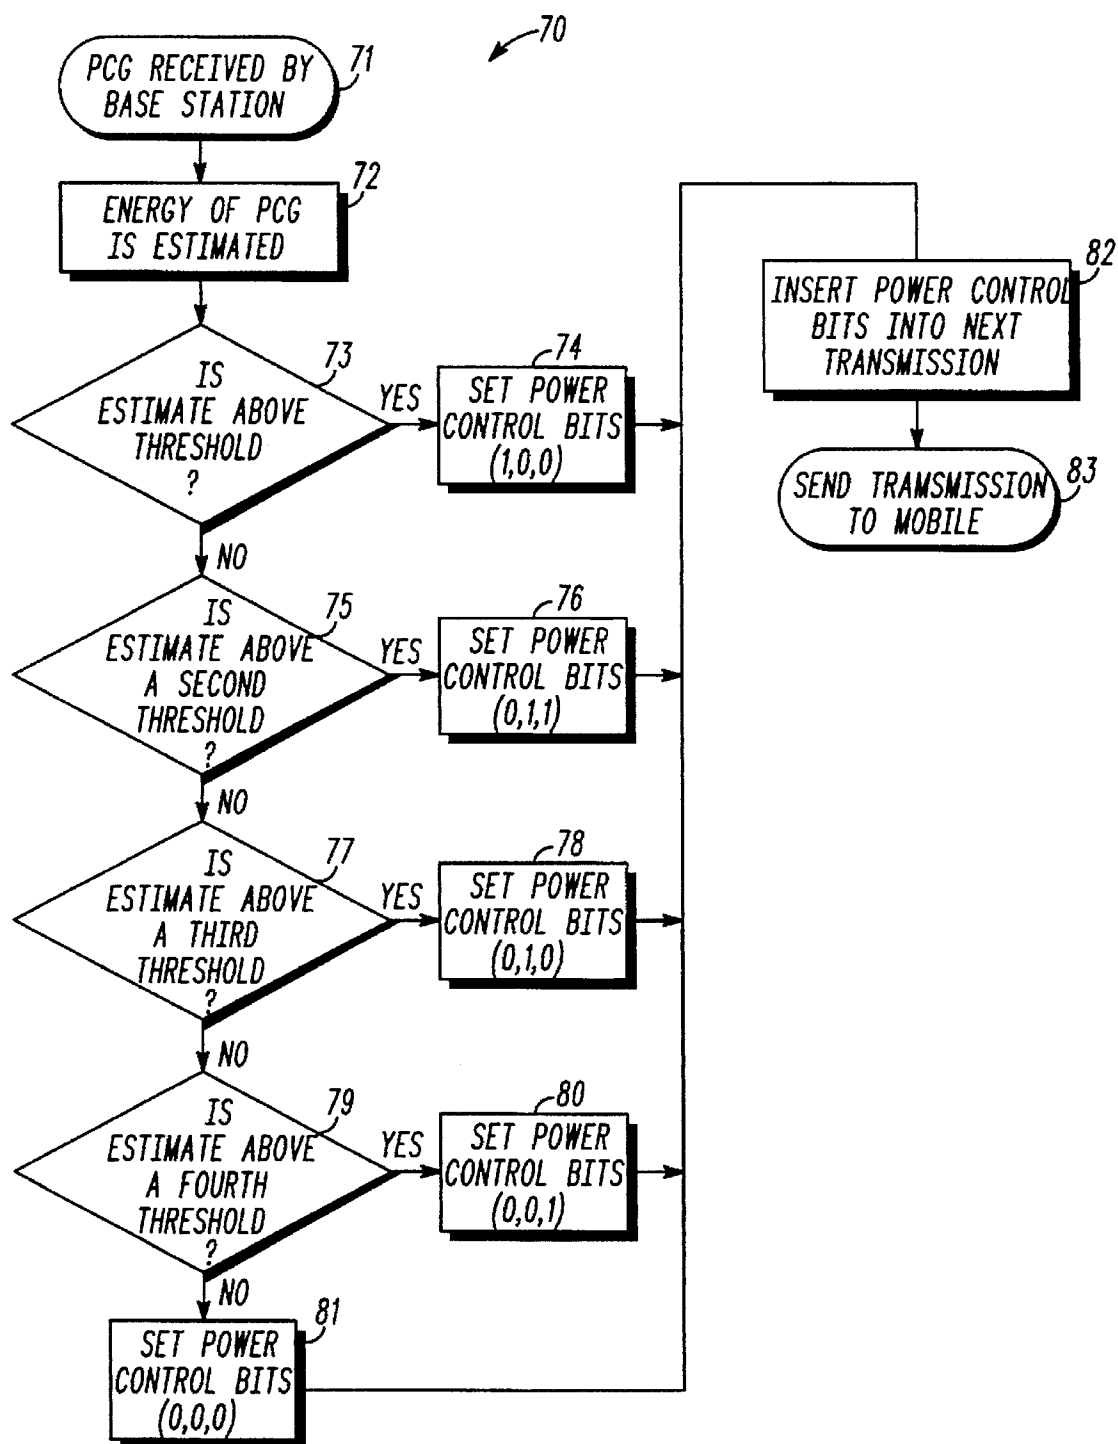 70
PCG RECEIVED BY
BASE STATION
71
ENERGY OF PCG
IS ESTIMATED
72
IS
ESTIMATE ABOVE
THRESHOLD
?
73
YES
NO
SET POWER
CONTROL BITS
(1,0,0)
74
IS
ESTIMATE ABOVE
A SECOND
THRESHOLD
?
75
YES
NO
SET POWER
CONTROL BITS
(0,1,1)
76
IS
ESTIMATE ABOVE
A THIRD
THRESHOLD
?
77
YES
NO
SET POWER
CONTROL BITS
(0,1,0)
78
IS
ESTIMATE ABOVE
A FOURTH
THRESHOLD
?
79
YES
NO
SET POWER
CONTROL BITS
(0,0,1)
80
SET POWER
CONTROL BITS
(0,0,0)
81
INSERT POWER CONTROL
BITS INTO NEXT
TRANSMISSION
82
SEND TRAMSMISSION
TO MOBILE
83